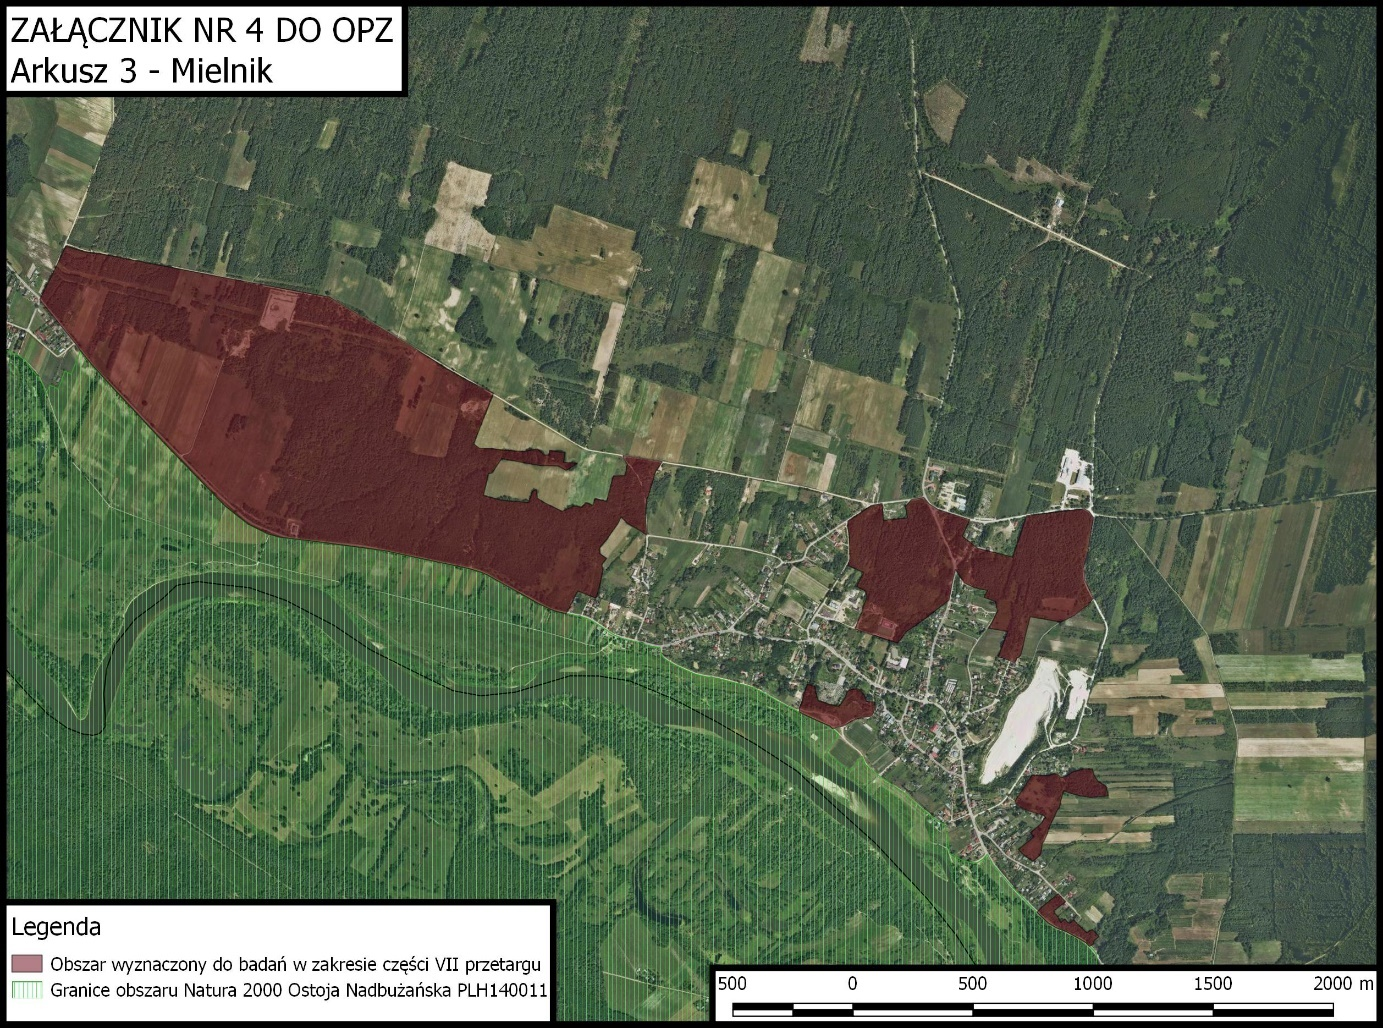 ZAŁĄCZNIK NR 4 DO OPZ
Arkusz 3 - Mielnik
Legenda
Obszar wyznaczony do badań w zakresie części VII przetargu
Granice obszaru Natura 2000 Ostoja Nadbużańska PLH140011
500 0 500 1000 1500 2000 m